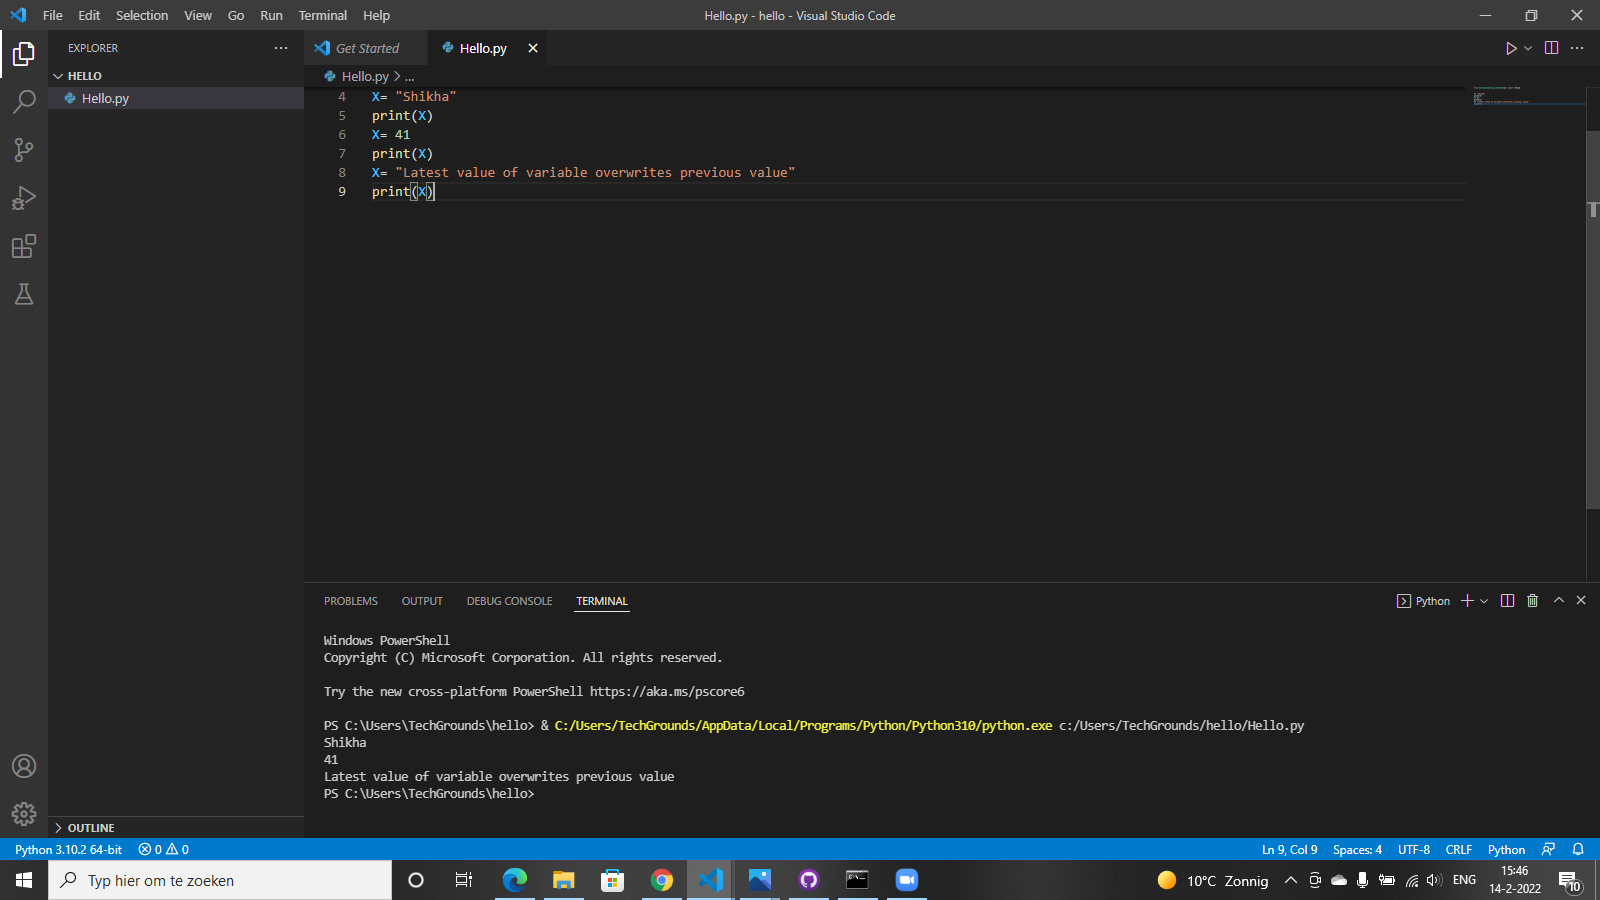 File Edit Selection View Go Run Terminal Help
Hello.py - hello - Visual Studio Code
EXPLORER
Get Started
Hello.py
HELLO
Hello.py > ...
Hello.py
4 X= "Shikha"
5 print(X)
6 X= 41
7 print(X)
8 X= "Latest value of variable overwrites previous value"
9 print(X)
PROBLEMS OUTPUT DEBUG CONSOLE TERMINAL
Python
Windows PowerShell
Copyright (C) Microsoft Corporation. All rights reserved.
Try the new cross-platform PowerShell https://aka.ms/pscore6
PS C:\Users\TechGrounds\hello> & C:/Users/TechGrounds/AppData/Local/Programs/Python/Python310/python.exe c:/Users/TechGrounds/hello/Hello.py
Shikha
41
Latest value of variable overwrites previous value
PS C:\Users\TechGrounds\hello>
OUTLINE
Python 3.10.2 64-bit 0 0
Ln 9, Col 9 Spaces: 4 UTF-8 CRLF Python
Typ hier om te zoeken
10°C Zonnig
ENG
15:46
14-2-2022
10